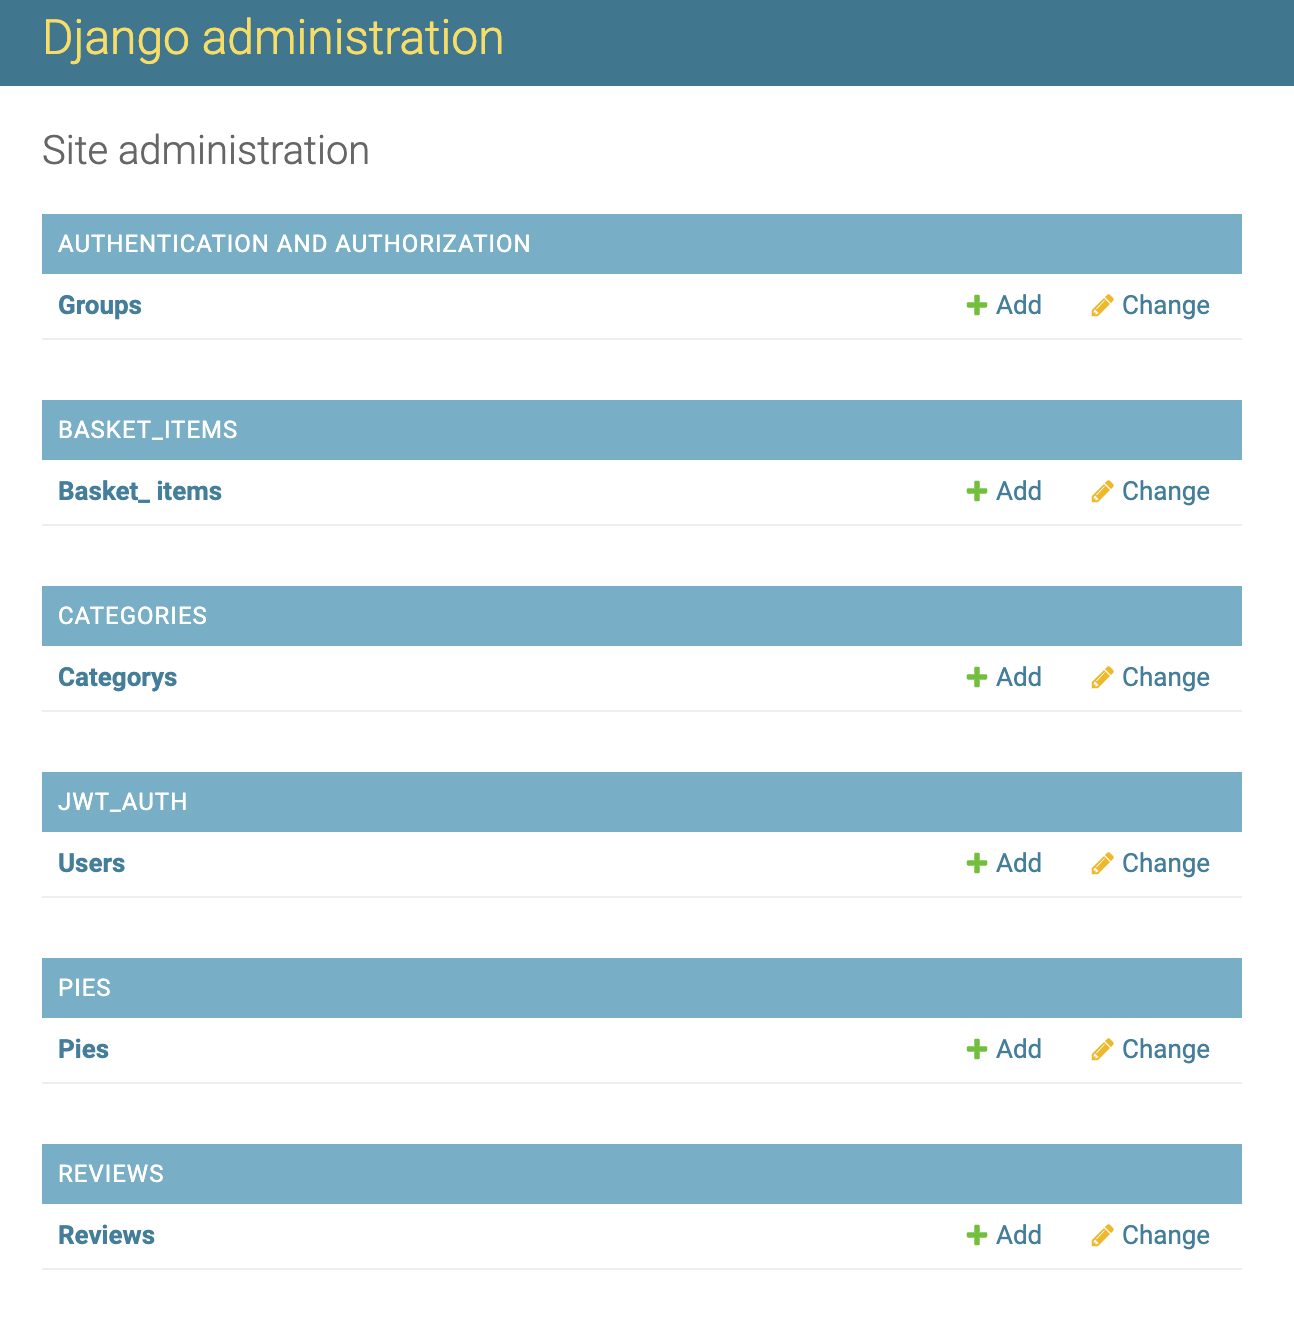 Django administration
Site administration
AUTHENTICATION AND AUTHORIZATION
Groups Add Change
BASKET_ITEMS
Basket_ items Add Change
CATEGORIES
Categorys Add Change
JWT_AUTH
Users Add Change
PIES
Pies Add Change
REVIEWS
Reviews Add Change